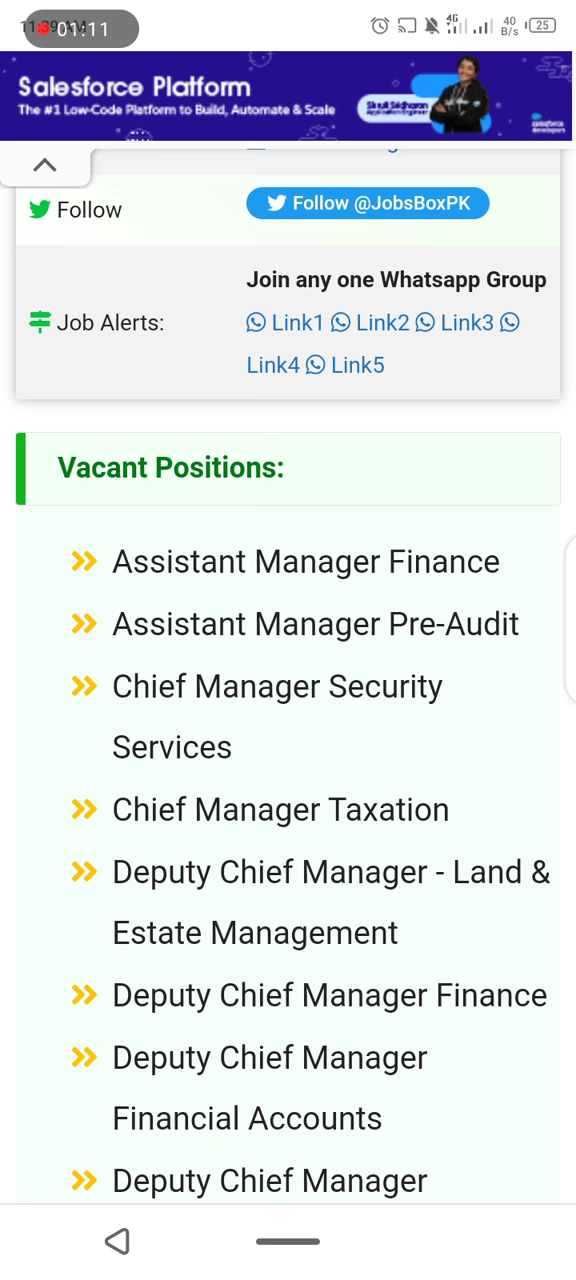 01:11
4G
40
B/s
25
Salesforce Platform
The #1 Low-Code Platform to Build, Automate & Scale
Follow
Follow @JobsBoxPK
Join any one Whatsapp Group
Job Alerts:
Link1 Link2 Link3
Link4 Link5
Vacant Positions:
Assistant Manager Finance
Assistant Manager Pre-Audit
Chief Manager Security
Services
Chief Manager Taxation
Deputy Chief Manager - Land &
Estate Management
Deputy Chief Manager Finance
Deputy Chief Manager
Financial Accounts
Deputy Chief Manager